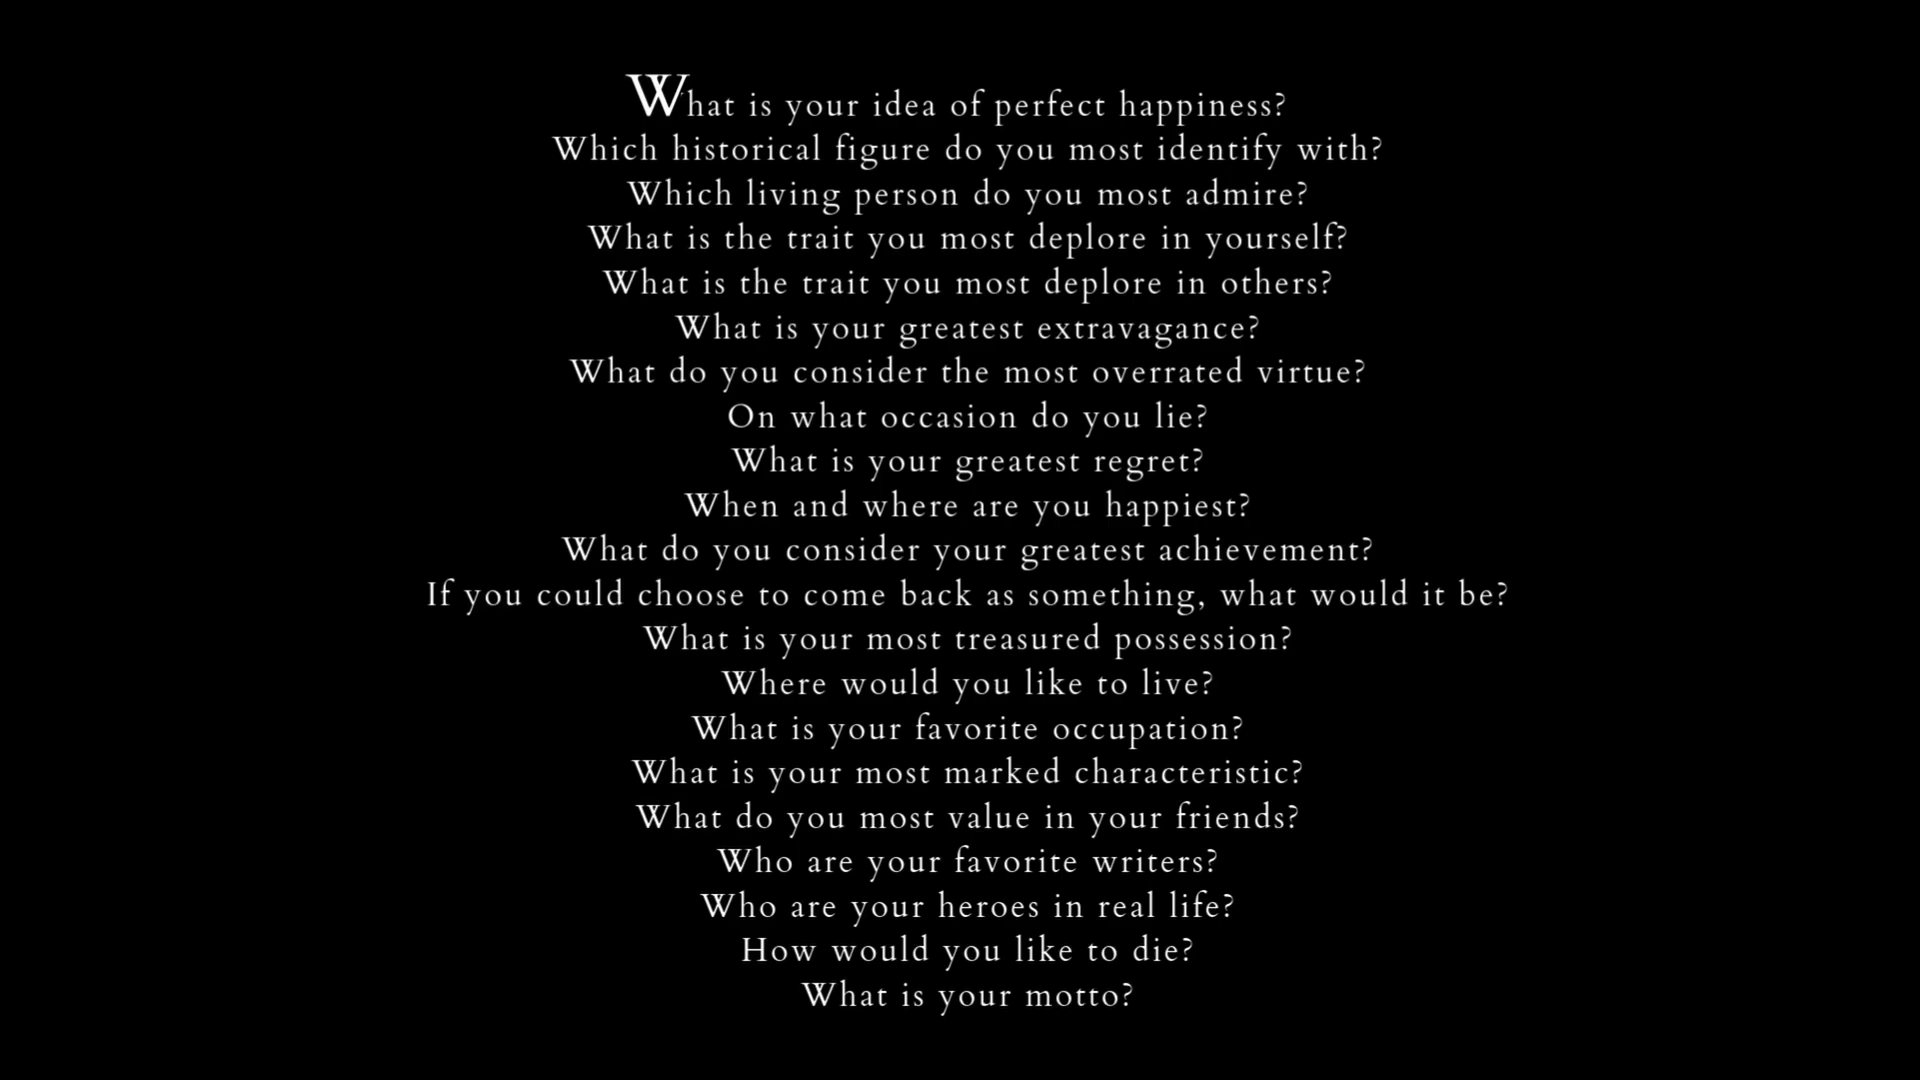 What is your idea of perfect happiness?
Which historical figure do you most identify with?
Which living person do you most admire?
What is the trait you most deplore in yourself?
What is the trait you most deplore in others?
What is your greatest extravagance?
What do you consider the most overrated virtue?
On what occasion do you lie?
What is your greatest regret?
When and where are you happiest?
What do you consider your greatest achievement?
If you could choose to come back as something, what would it be?
What is your most treasured possession?
Where would you like to live?
What is your favorite occupation?
What is your most marked characteristic?
What do you most value in your friends?
Who are your favorite writers?
Who are your heroes in real life?
How would you like to die?
What is your motto?